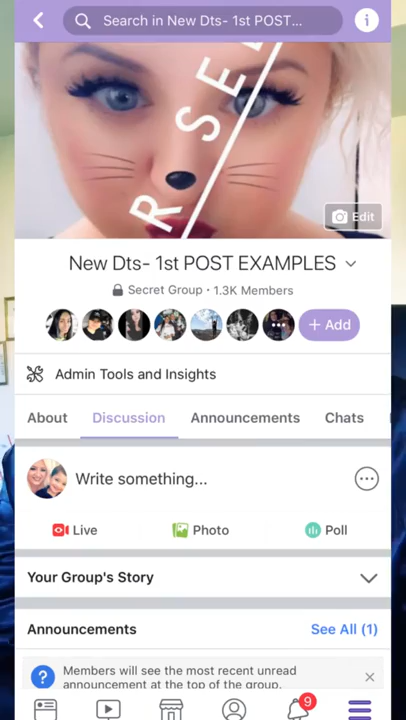 Search in New Dts- 1st POST...
i
R SE
Edit
New Dts- 1st POST EXAMPLES
Secret Group · 1.3K Members
+ Add
Admin Tools and Insights
About Discussion Announcements Chats
Write something...
Live Photo Poll
Your Group's Story
Announcements See All (1)
? Members will see the most recent unread
announcement at the top of the group.
9